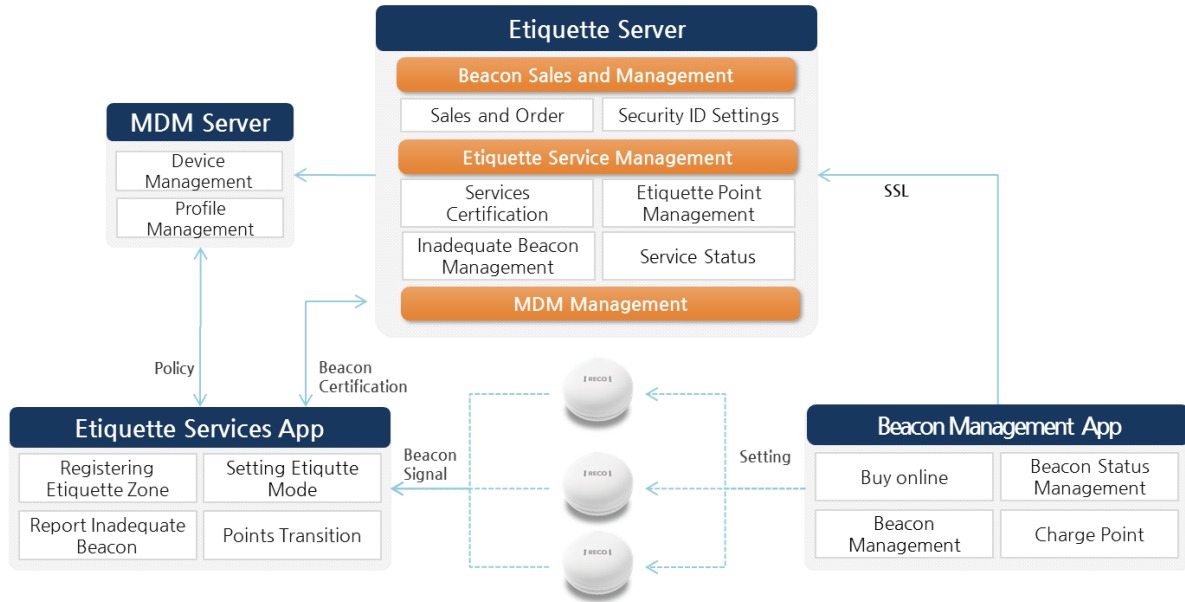 Etiquette Server
Beacon Sales and Management
Sales and Order
Security ID Settings
Etiquette Service Management
Services
Certification
Etiquette Point
Management
Inadequate Beacon
Management
Service Status
MDM Management
MDM Server
Device
Management
Profile
Management
SSL
Policy
Beacon
Certification
Etiquette Services App
Registering
Etiquette Zone
Setting Etiqutte
Mode
Report Inadequate
Beacon
Points Transition
Beacon
Signal
RECO
RECO
RECO
Setting
Beacon Management App
Buy online
Beacon Status
Management
Beacon
Management
Charge Point